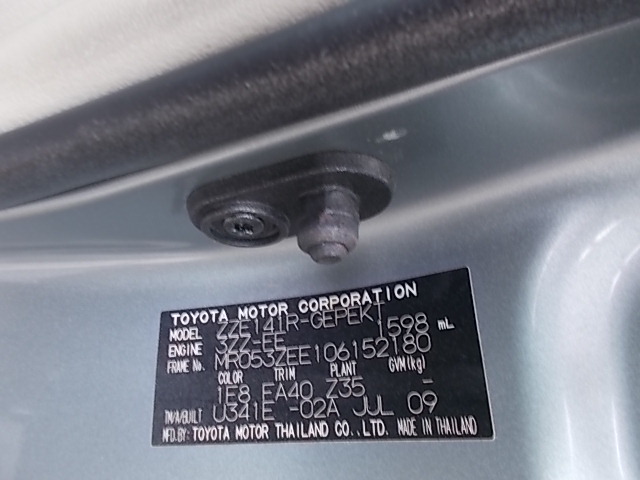 TOYOTA MOTOR CORPORATION
MODEL ZZE141R-GEPEKT
ENGINE 3ZZ-EE 1598 mL
FRAME No. MR053ZEE106152180
COLOR TRIM PLANT GVM(kg)
1E8 EA40 Z35 -
TM/A/BUILT U341E -02A JUL 09
MFD.BY: TOYOTA MOTOR THAILAND CO., LTD. MADE IN THAILAND